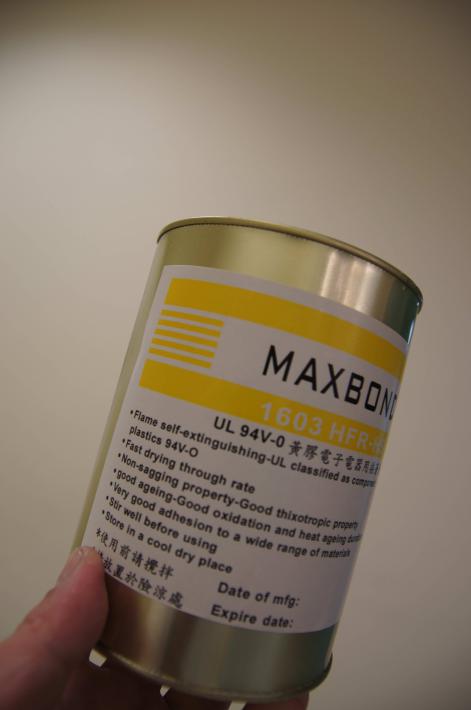 MAXBOND
1603 HFR-
UL 94V-0 黃膠電子電器用
•Flame self-extinguishing-UL classified as component
plastics 94V-O
•Fast drying through rate
•Non-sagging property-Good thixotropic property
•good ageing-Good oxidation and heat ageing durability
•Very good adhesion to a wide range of materials
•Stir well before using
•Store in a cool dry place
*使用前請攪拌
放置於險涼處
Date of mfg:
Expire date: